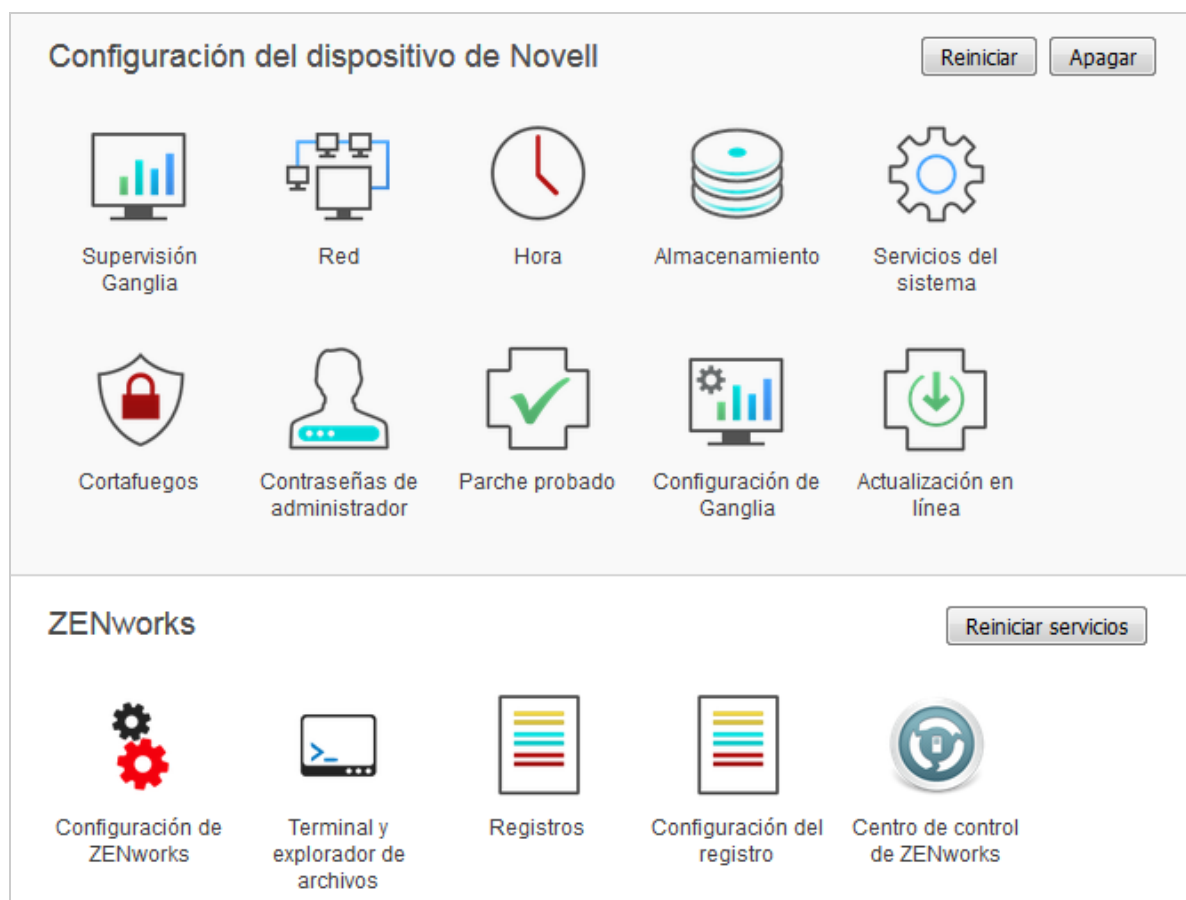 Configuración del dispositivo de Novell
Reiniciar
Apagar
Supervisión
Ganglia
Red
Hora
Almacenamiento
Servicios del
sistema
Cortafuegos
Contraseñas de
administrador
Parche probado
Configuración de
Ganglia
Actualización en
línea
ZENworks
Reiniciar servicios
Configuración de
ZENworks
Terminal y
explorador de
archivos
Registros
Configuración del
registro
Centro de control
de ZENworks